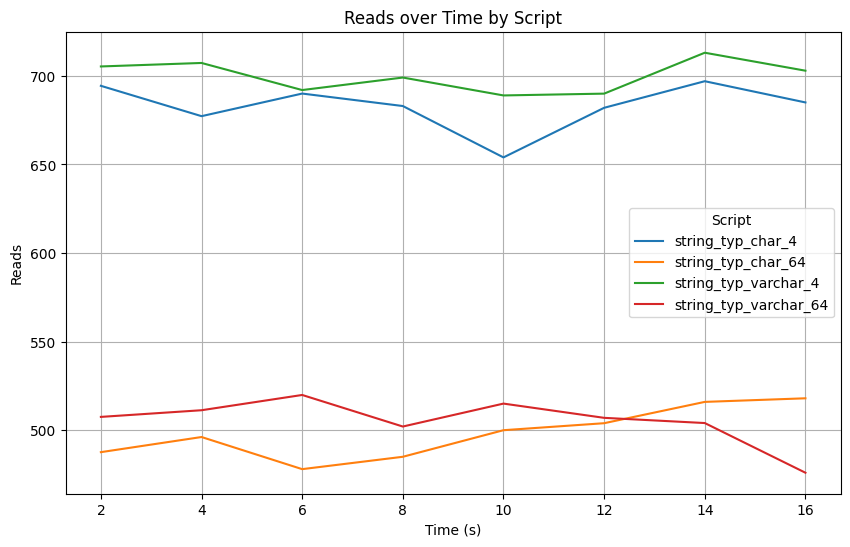 Reads over Time by Script
700
650
600
550
500
Reads
Script
string_typ_char_4
string_typ_char_64
string_typ_varchar_4
string_typ_varchar_64
2 4 6 8 10 12 14 16
Time (s)